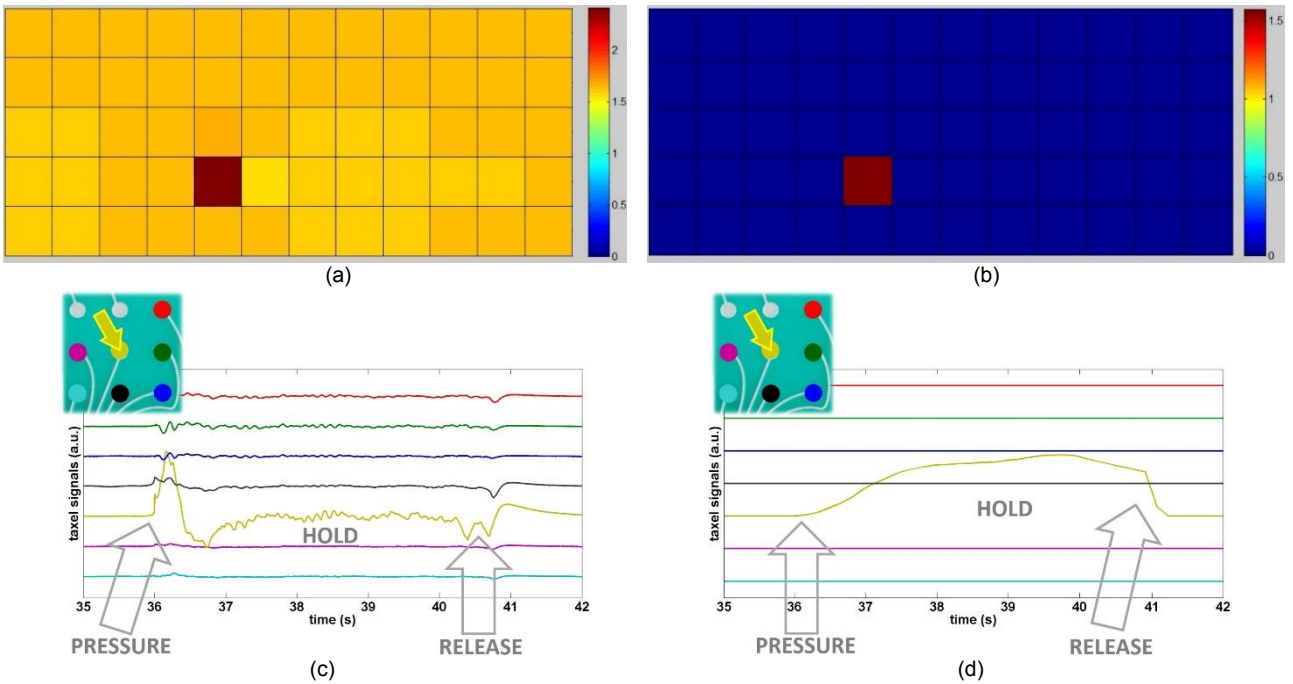 2
1.5
1
0.5
0
(a)
1.5
1
0.5
0
(b)
taxel signals (a.u.)
HOLD
35 36 37 38 39 40 41 42
time (s)
PRESSURE
RELEASE
(c)
taxel signals (a.u.)
HOLD
35 36 37 38 39 40 41 42
time (s)
PRESSURE
RELEASE
(d)